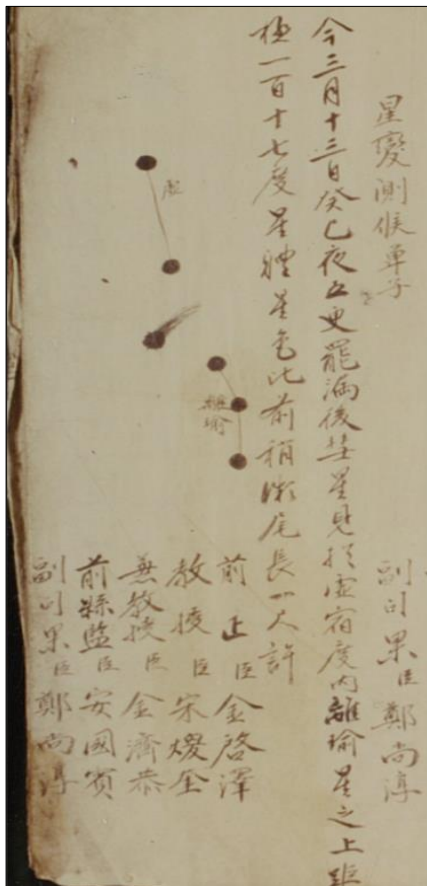 副司果臣鄭尚淳
星變測候單子
今三月十三日癸巳夜五更罷漏後彗星見於虛宿度內離瑜星之上距
極一百十七度星體星色比前稍微尾長一尺許
離瑜
前正臣金啓澤
教授臣宋
兼教授臣金濟恭
前縣監臣安國賓
副司果臣鄭尚淳